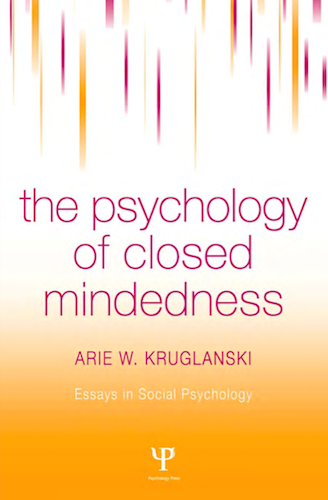 the psychology
of closed
mindedness
ARIE W. KRUGLANSKI
Essays in Social Psychology
Ψ
Psychology Press